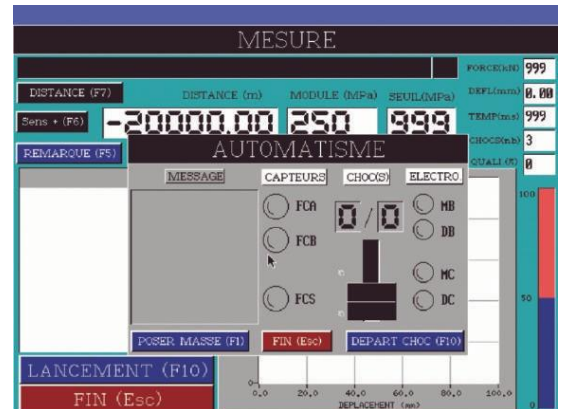 MESURE
FORCE(kN) 999
DISTANCE (F7) DISTANCE (m) MODULE (MPa) SEUIL(MPa) DEFL(mm) 0.00
Sens + (F6) -20000.00 250 999 TEMP(ms) 999
CHOCS(nb) 3
REMARQUE (F5) AUTOMATISME QUALI (%) 0
MESSAGE CAPTEURS CHOC(S) ELECTRO. 100
FCA 0/0 MB
FCB DB
MC
FCS DC 50
POSER MASSE (F1) FIN (Esc) DEPART CHOC (F10)
LANCEMENT (F10)
FIN (Esc) 0,0 20,0 40,0 60,0 80,0 100,0 0
DEPLACEMENT (mm)